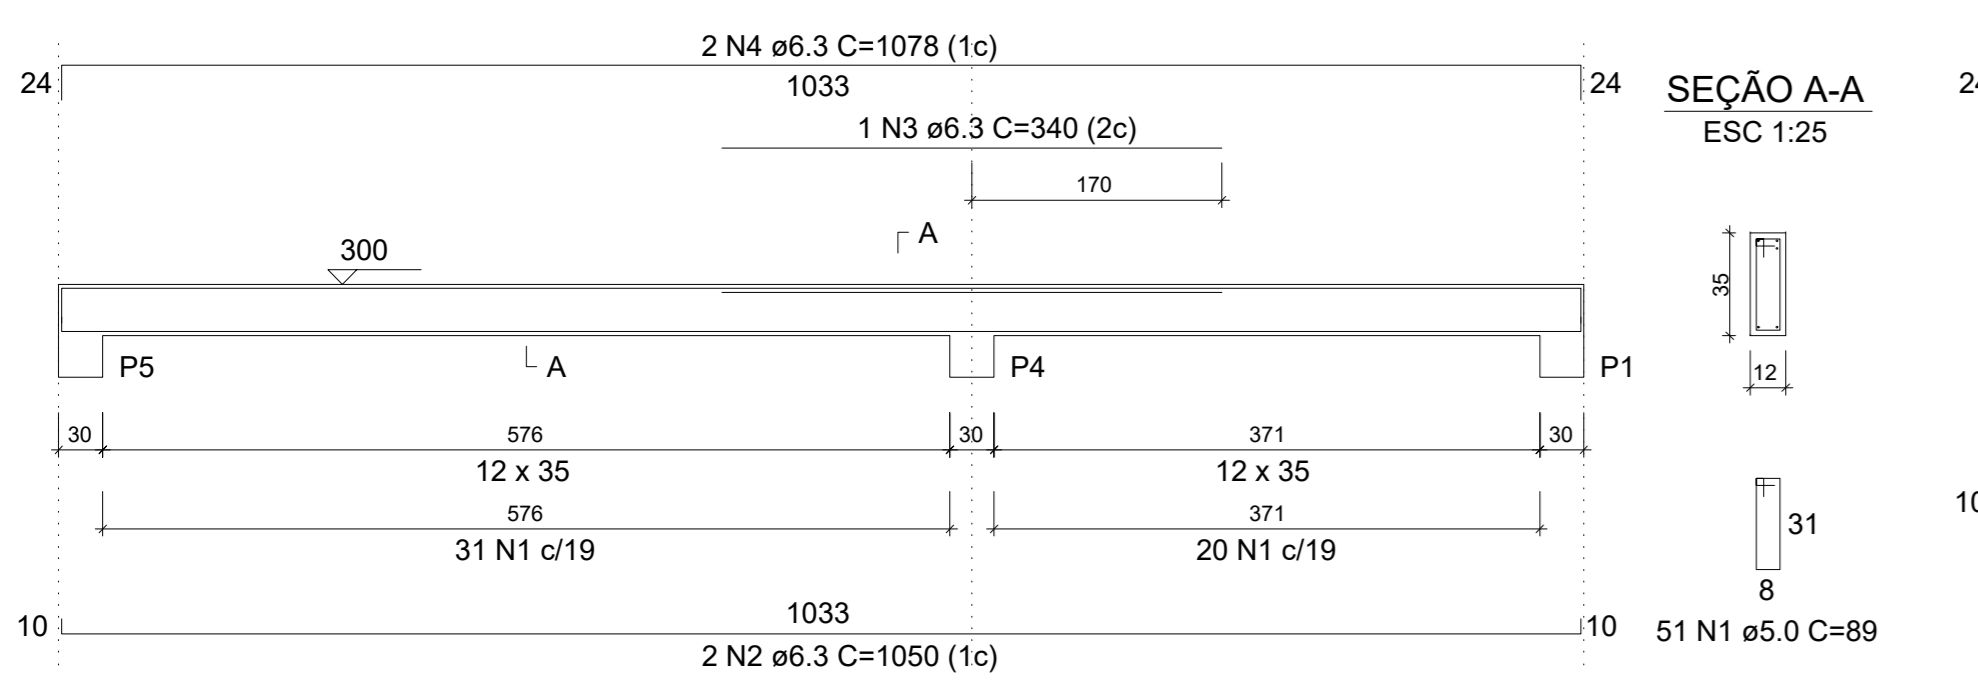 2 N4 ø6.3 C=1078 (1c)
24
1033
24
1 N3 ø6.3 C=340 (2c)
170
A
300
P5
A
P4
P1
30
576
30
371
30
12 x 35
12 x 35
576
371
31 N1 c/19
20 N1 c/19
10
1033
10
2 N2 ø6.3 C=1050 (1c)
SEÇÃO A-A
ESC 1:25
35
12
31
8
51 N1 ø5.0 C=89
24
10